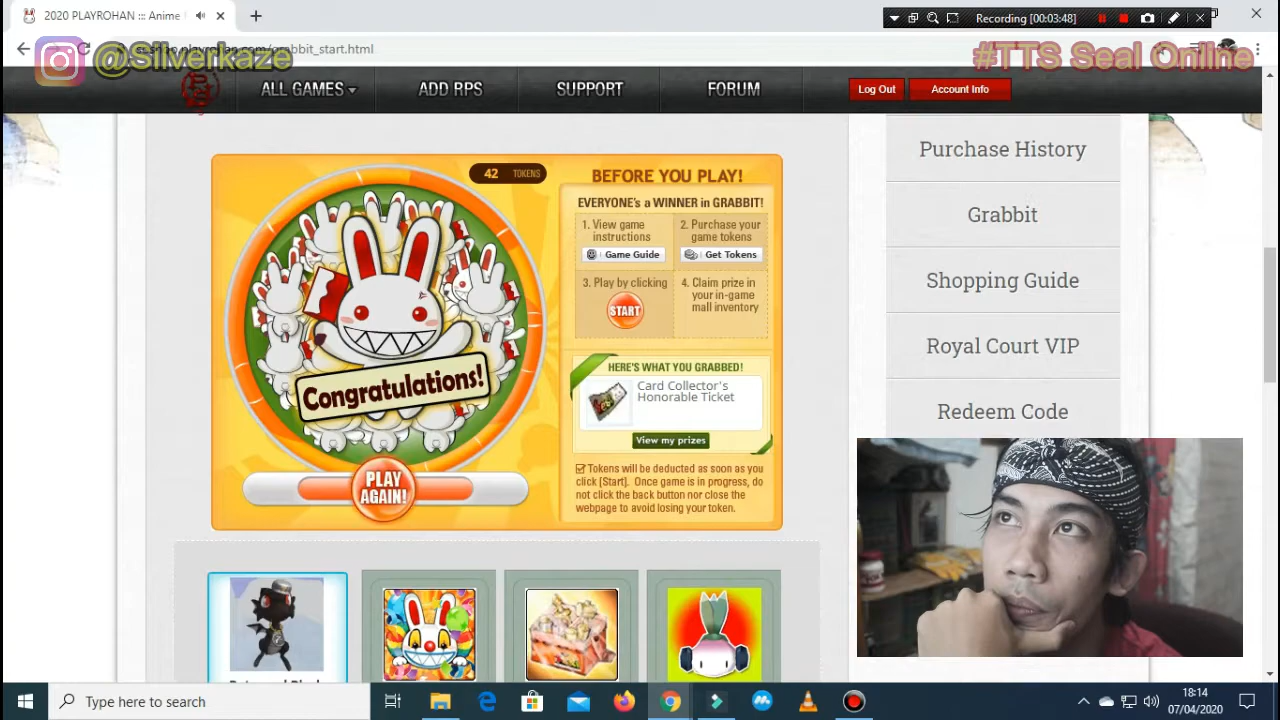 2020 PLAYROHAN ::: Anime
Recording [00:03:48]
playrohan.com/grabbit_start.html
@Silverkaze
#TTS Seal Online
ALL GAMES
ADD RPS
SUPPORT
FORUM
Log Out
Account Info
42 TOKENS
Congratulations!
PLAY
AGAIN!
BEFORE YOU PLAY!
EVERYONE's a WINNER in GRABBIT!
1. View game
instructions
Game Guide
2. Purchase your
game tokens
Get Tokens
3. Play by clicking
START
4. Claim prize in
your in-game
mall inventory
HERE'S WHAT YOU GRABBED!
Card Collector's
Honorable Ticket
View my prizes
Tokens will be deducted as soon as you
click [Start]. Once game is in progress, do
not click the back button nor close the
webpage to avoid losing your token.
Purchase History
Grabbit
Shopping Guide
Royal Court VIP
Redeem Code
Type here to search
18:14
07/04/2020